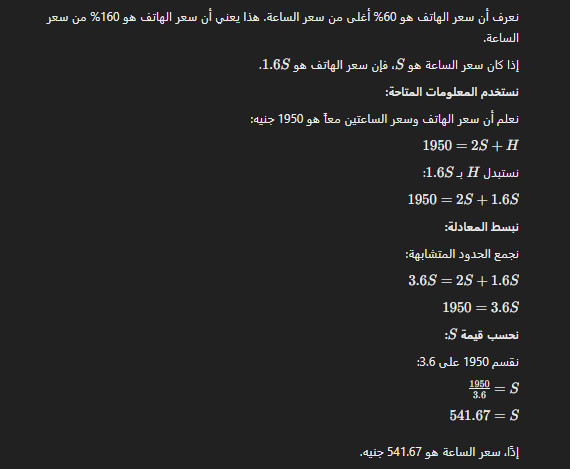 نعرف أن سعر الهاتف هو 60% أغلى من سعر الساعة. هذا يعني أن سعر الهاتف هو 160% من سعر
الساعة.
إذا كان سعر الساعة هو S، فإن سعر الهاتف هو 1.6S.
نستخدم المعلومات المتاحة:
نعلم أن سعر الهاتف وسعر الساعتين معاً هو 1950 جنيه:
1950 = 2S + H
نستبدل H بـ 1.6S:
1950 = 2S + 1.6S
نبسط المعادلة:
نجمع الحدود المتشابهة:
3.6S = 2S + 1.6S
1950 = 3.6S
نحسب قيمة S:
نقسم 1950 على 3.6:
1950/3.6 = S
541.67 = S
إذًا، سعر الساعة هو 541.67 جنيه.